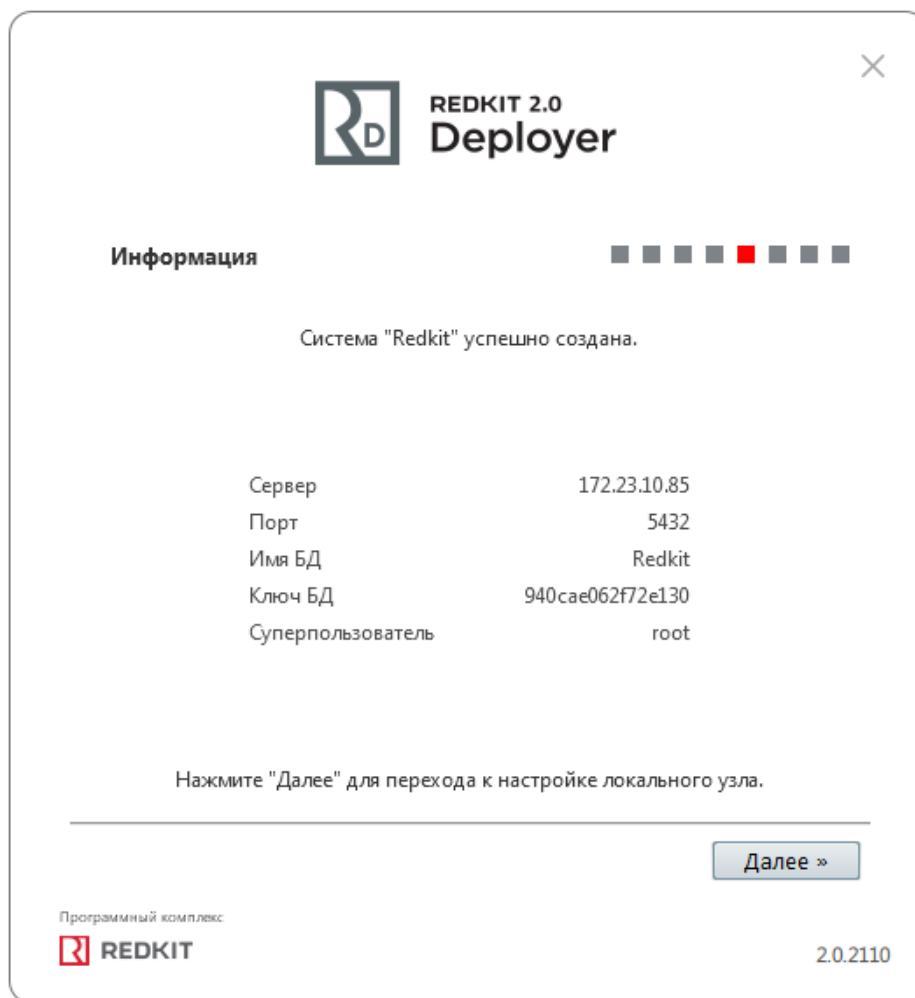 REDKIT 2.0
RD Deployer
Информация
Система "Redkit" успешно создана.
Сервер 172.23.10.85
Порт 5432
Имя БД Redkit
Ключ БД 940cae062f72e130
Суперпользователь root
Нажмите "Далее" для перехода к настройке локального узла.
Далее »
Программный комплекс
REDKIT
2.0.2110